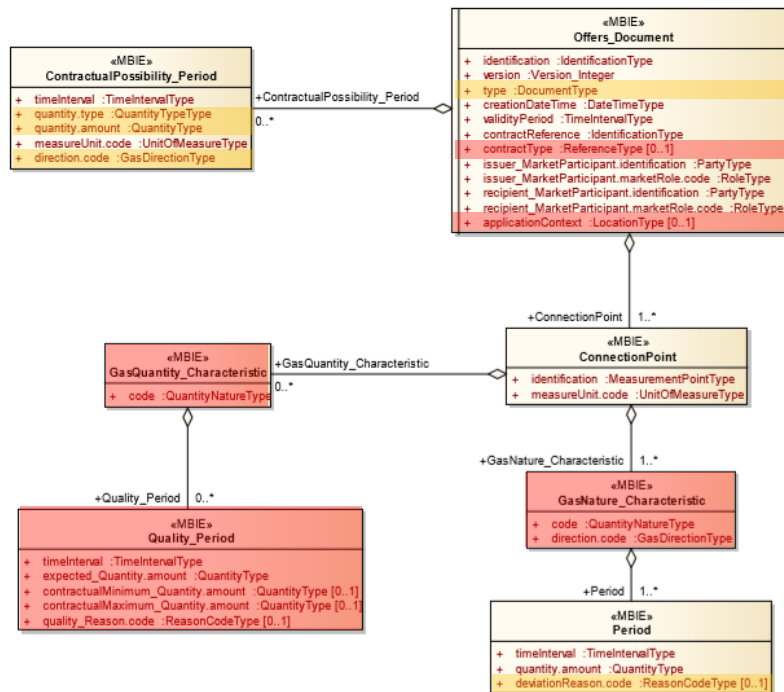 «MBIE»
Offers_Document
+ identification :IdentificationType
+ version :Version_Integer
+ type :DocumentType
+ creationDateTime :DateTimeType
+ validityPeriod :TimeIntervalType
+ contractReference :IdentificationType
+ contractType :ReferenceType [0..1]
+ issuer_MarketParticipant.identification :PartyType
+ issuer_MarketParticipant.marketRole.code :RoleType
+ recipient_MarketParticipant.identification :PartyType
+ recipient_MarketParticipant.marketRole.code :RoleType
+ applicationContext :LocationType [0..1]
«MBIE»
ContractualPossibility_Period
+ timeInterval :TimeIntervalType
+ quantity.type :QuantityTypeType
+ quantity.amount :QuantityType
+ measureUnit.code :UnitOfMeasureType
+ direction.code :GasDirectionType
+ContractualPossibility_Period
0..*
+ConnectionPoint 1..*
«MBIE»
ConnectionPoint
+ identification :MeasurementPointType
+ measureUnit.code :UnitOfMeasureType
+GasQuantity_Characteristic
0..*
«MBIE»
GasQuantity_Characteristic
+ code :QuantityNatureType
+GasNature_Characteristic 1..*
«MBIE»
GasNature_Characteristic
+ code :QuantityNatureType
+ direction.code :GasDirectionType
+Quality_Period 0..*
«MBIE»
Quality_Period
+ timeInterval :TimeIntervalType
+ expected_Quantity.amount :QuantityType
+ contractualMinimum_Quantity.amount :QuantityType [0..1]
+ contractualMaximum_Quantity.amount :QuantityType [0..1]
+ quality_Reason.code :ReasonCodeType [0..1]
+Period 1..*
«MBIE»
Period
+ timeInterval :TimeIntervalType
+ quantity.amount :QuantityType
+ deviationReason.code :ReasonCodeType [0..1]